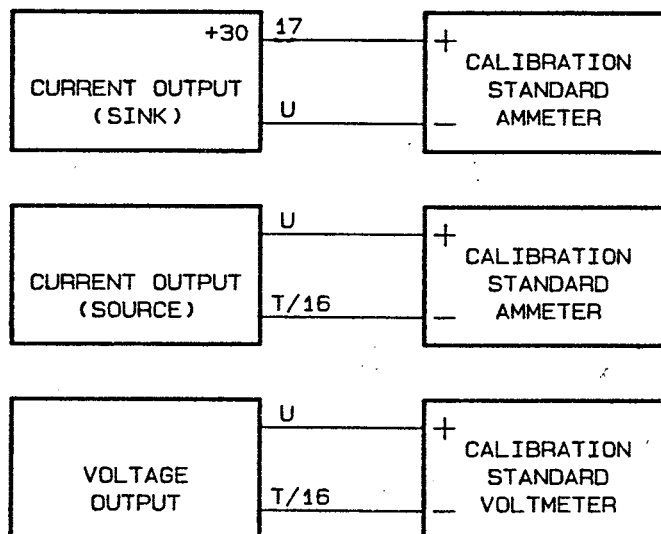 +30 17 + CALIBRATION
CURRENT OUTPUT STANDARD
(SINK) U − AMMETER
U + CALIBRATION
CURRENT OUTPUT STANDARD
(SOURCE) T/16 − AMMETER
U + CALIBRATION
VOLTAGE STANDARD
OUTPUT T/16 − VOLTMETER